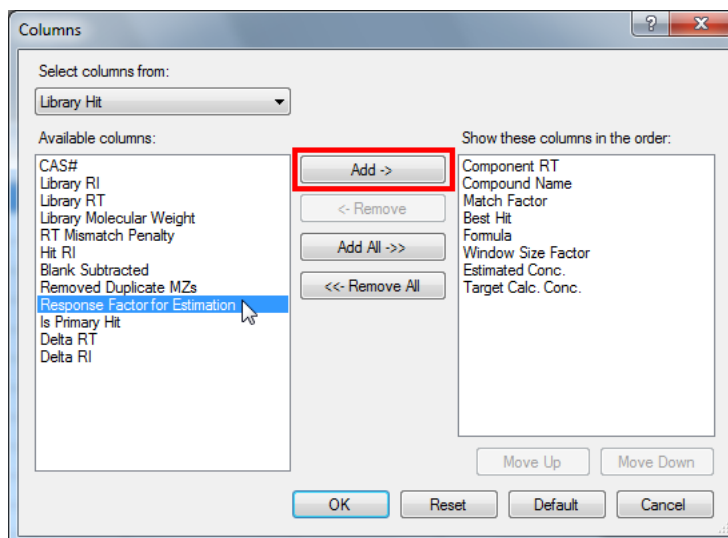 Columns
Select columns from:
Library Hit
Available columns:
CAS#
Library RI
Library RT
Library Molecular Weight
RT Mismatch Penalty
Hit RI
Blank Subtracted
Removed Duplicate MZs
Response Factor for Estimation
Is Primary Hit
Delta RT
Delta RI
Add ->
<- Remove
Add All ->>
<<- Remove All
Show these columns in the order:
Component RT
Compound Name
Match Factor
Best Hit
Formula
Window Size Factor
Estimated Conc.
Target Calc. Conc.
Move Up
Move Down
OK
Reset
Default
Cancel